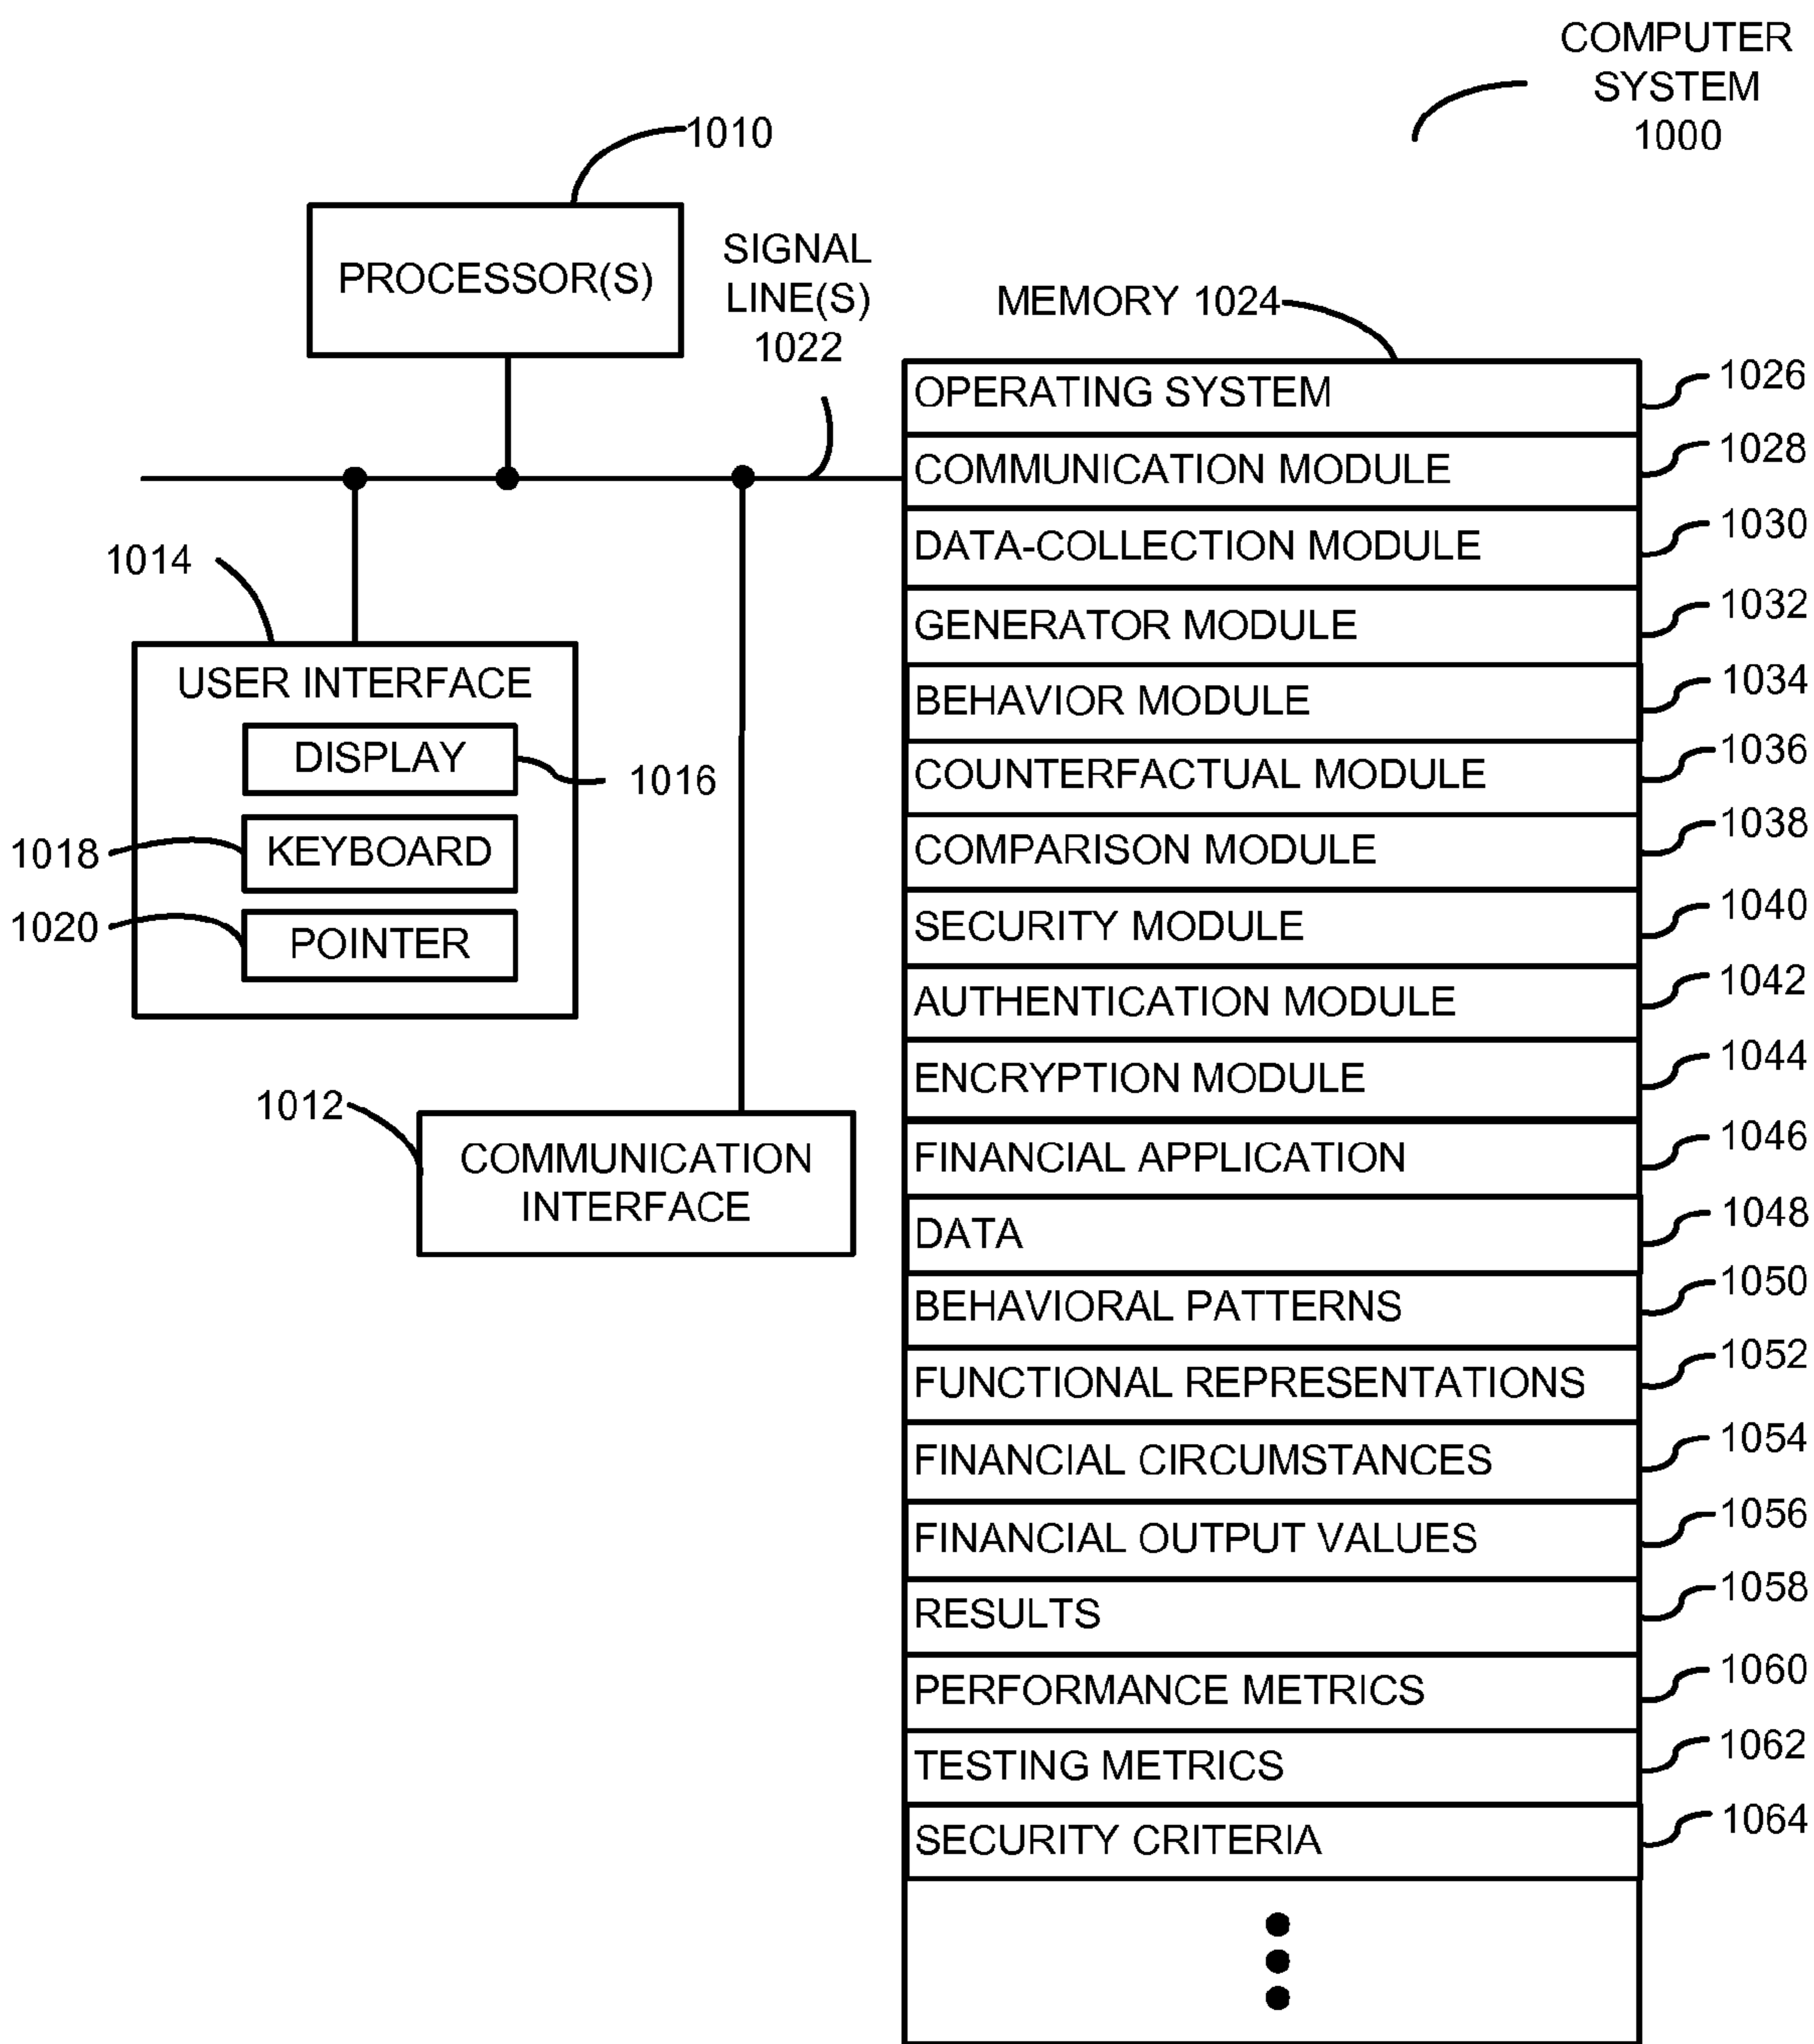 COMPUTER
SYSTEM
1000
1010
PROCESSOR(S)
SIGNAL
LINE(S)
1022
MEMORY 1024
OPERATING SYSTEM
1026
COMMUNICATION MODULE
1028
DATA-COLLECTION MODULE
1030
GENERATOR MODULE
1032
BEHAVIOR MODULE
1034
COUNTERFACTUAL MODULE
1036
COMPARISON MODULE
1038
SECURITY MODULE
1040
AUTHENTICATION MODULE
1042
ENCRYPTION MODULE
1044
FINANCIAL APPLICATION
1046
DATA
1048
BEHAVIORAL PATTERNS
1050
FUNCTIONAL REPRESENTATIONS
1052
FINANCIAL CIRCUMSTANCES
1054
FINANCIAL OUTPUT VALUES
1056
RESULTS
1058
PERFORMANCE METRICS
1060
TESTING METRICS
1062
SECURITY CRITERIA
1064
1014
USER INTERFACE
DISPLAY
1016
1018
KEYBOARD
1020
POINTER
1012
COMMUNICATION
INTERFACE